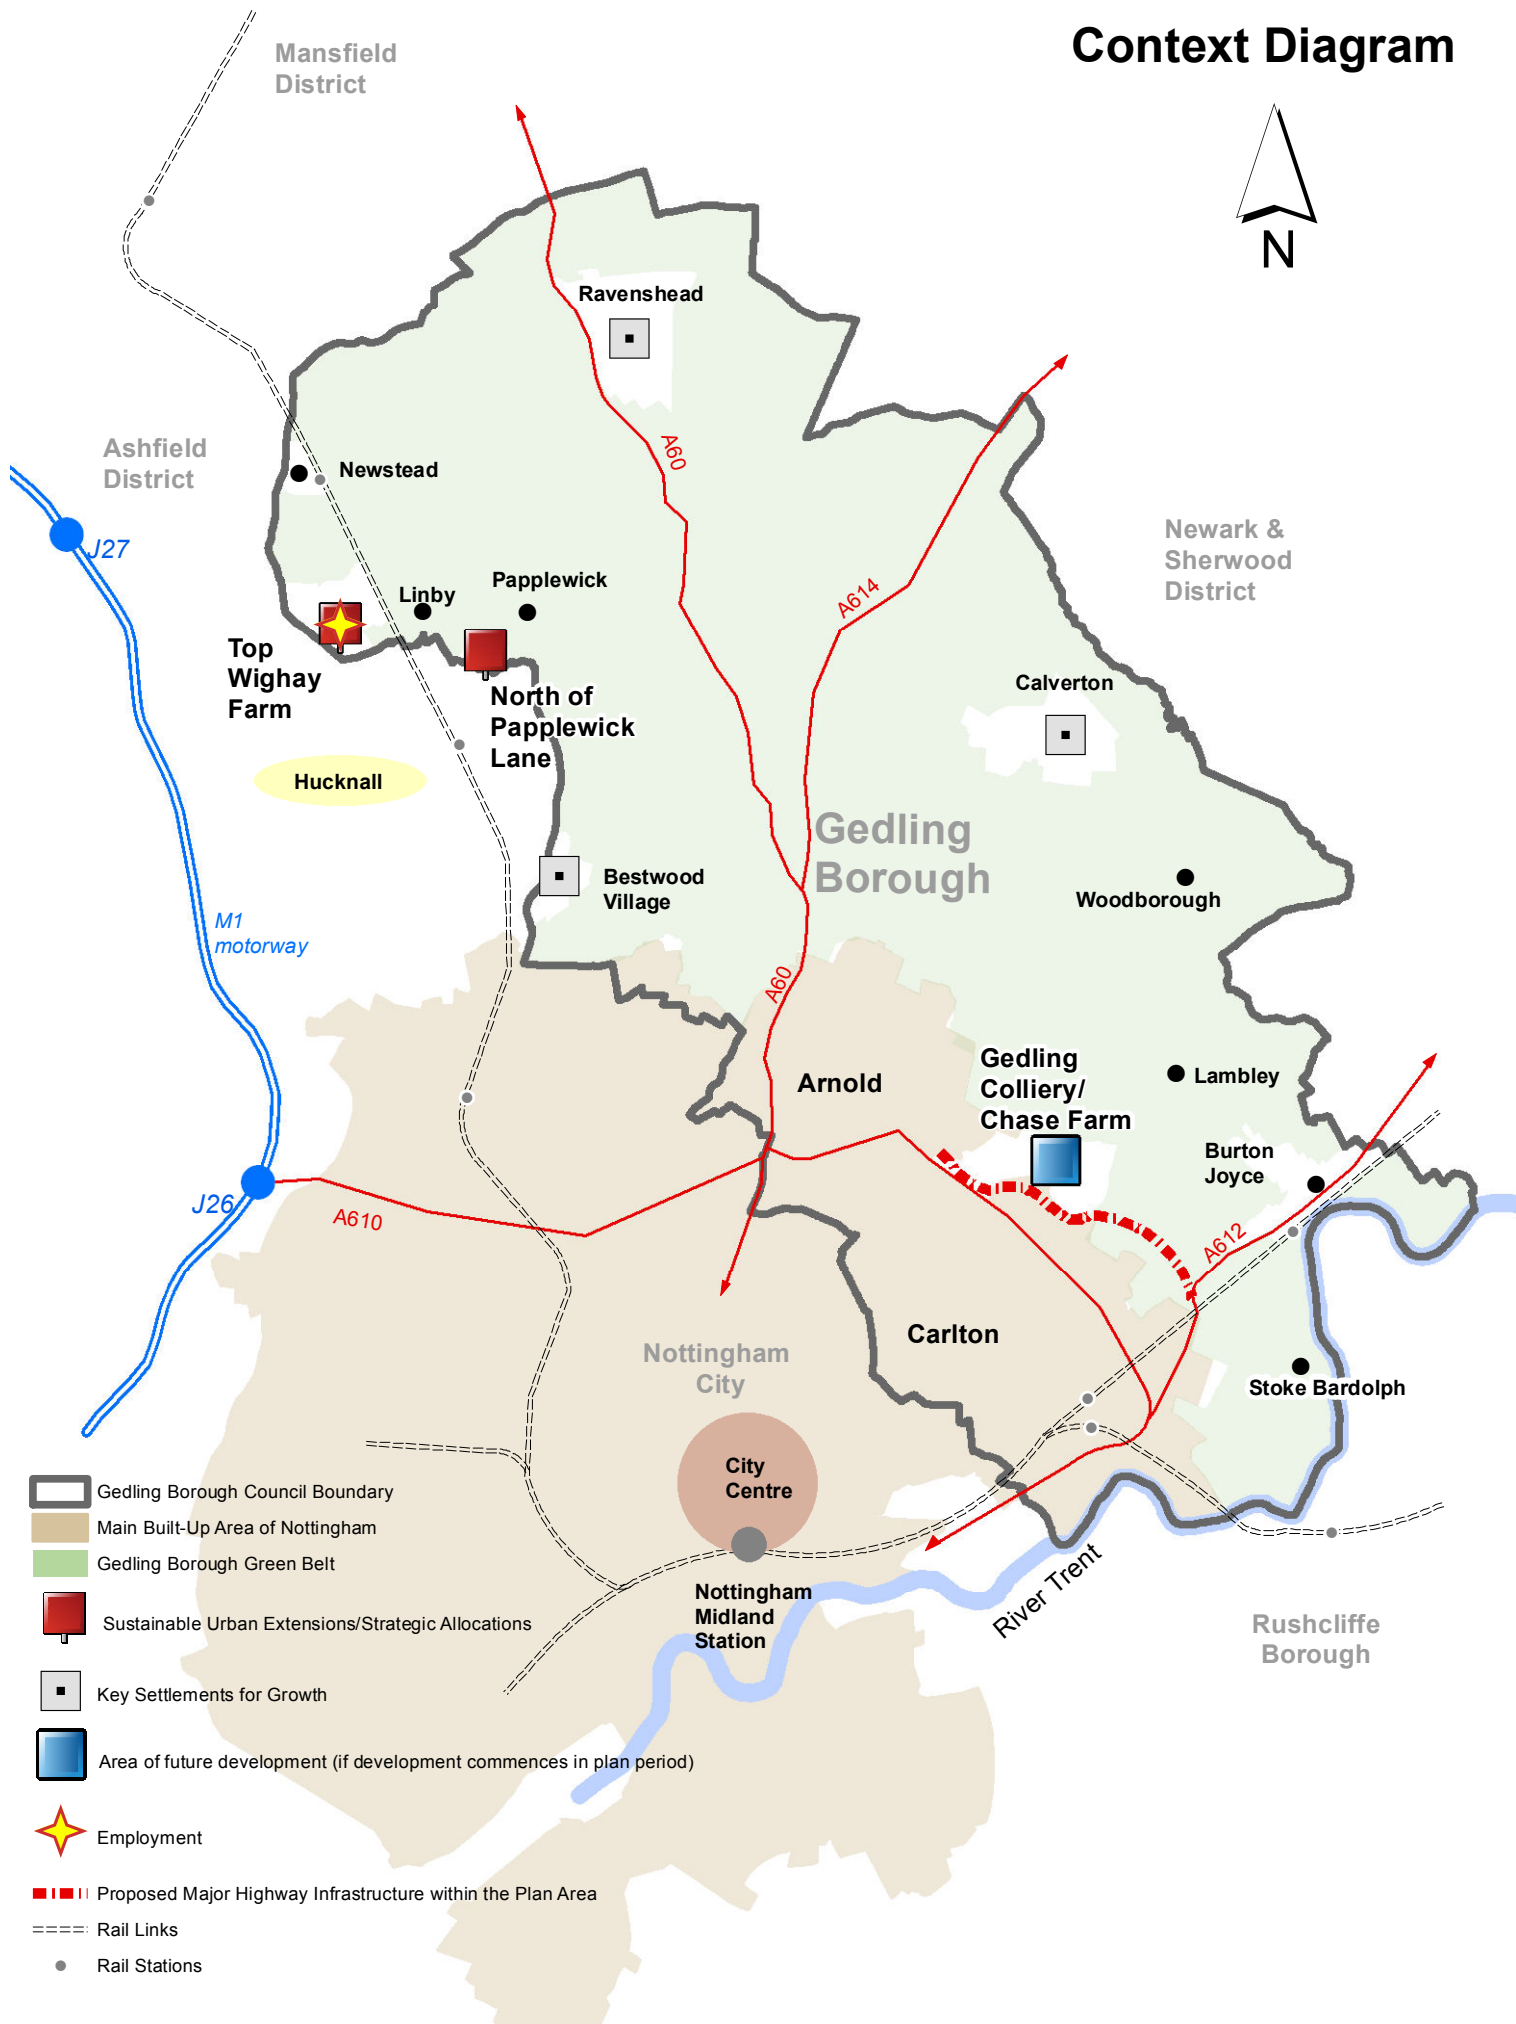 Context Diagram
Mansfield
District
N
Ravenshead
A60
Ashfield
District
Newstead
J27
Newark &
Sherwood
District
Linby
Papplewick
A614
Top
Wighay
Farm
North of
Papplewick
Lane
Calverton
Hucknall
Gedling
Borough
Bestwood
Village
Woodborough
M1
motorway
A60
Arnold
Gedling
Colliery/
Chase Farm
Lambley
Burton
Joyce
J26
A610
A612
Carlton
Nottingham
City
Stoke Bardolph
City
Centre
Nottingham
Midland
Station
River Trent
Rushcliffe
Borough
Gedling Borough Council Boundary
Main Built-Up Area of Nottingham
Gedling Borough Green Belt
Sustainable Urban Extensions/Strategic Allocations
Key Settlements for Growth
Area of future development (if development commences in plan period)
Employment
Proposed Major Highway Infrastructure within the Plan Area
Rail Links
Rail Stations